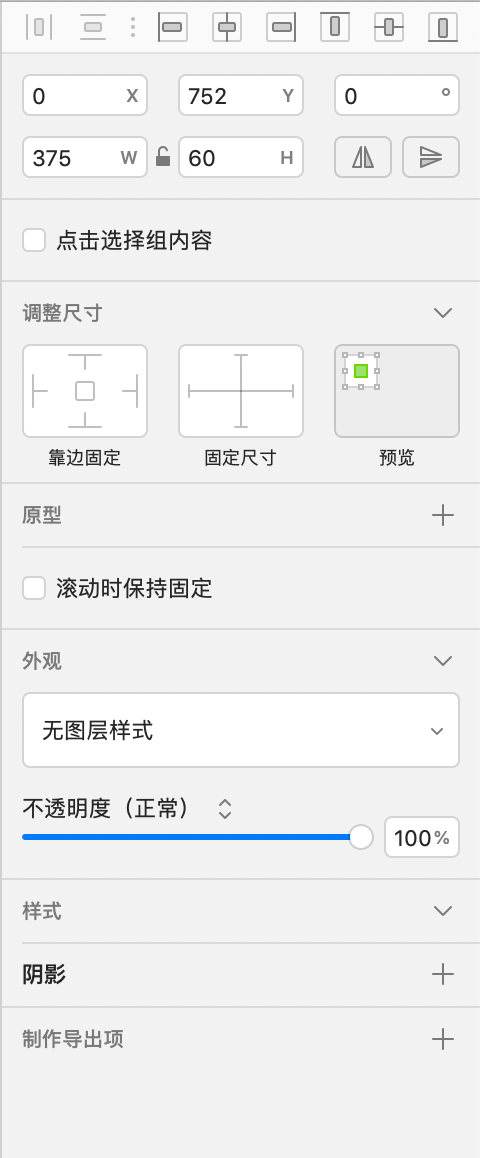 0 X 752 Y 0 °
375 W 60 H
点击选择组内容
调整尺寸
靠边固定 固定尺寸 预览
原型
滚动时保持固定
外观
无图层样式
不透明度（正常）
100%
样式
阴影
制作导出项